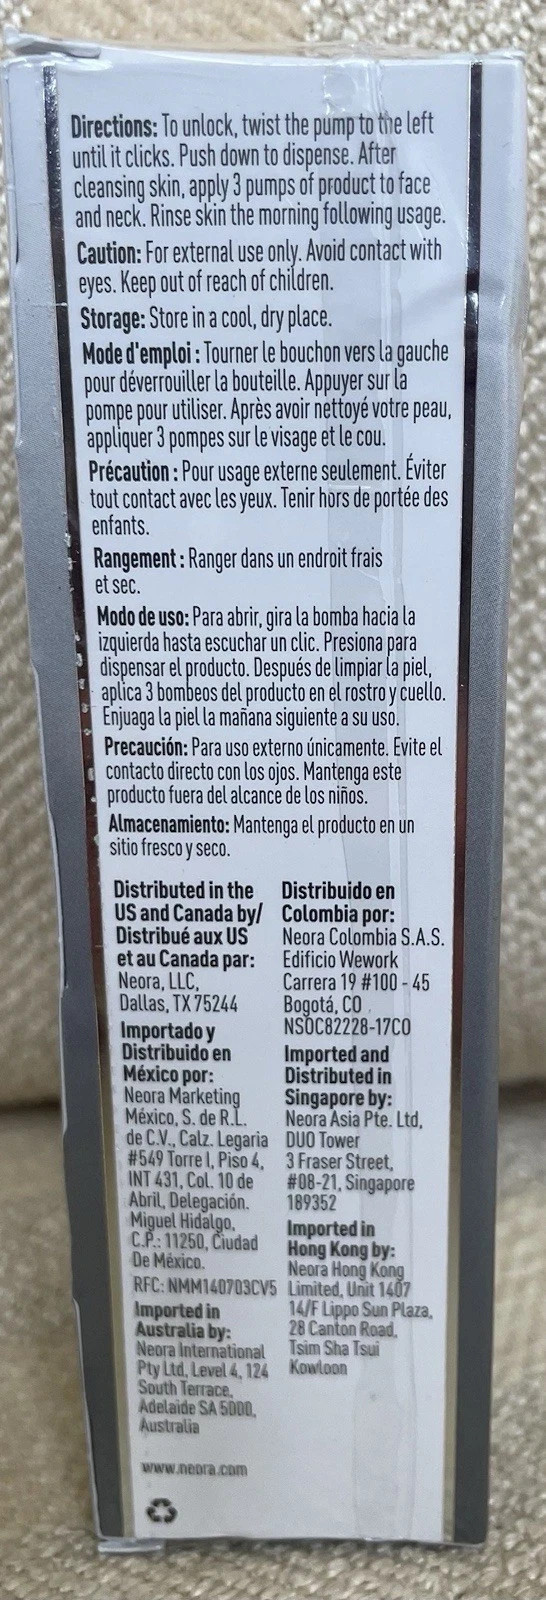 Directions: To unlock, twist the pump to the left
until it clicks. Push down to dispense. After
cleansing skin, apply 3 pumps of product to face
and neck. Rinse skin the morning following usage.
Caution: For external use only. Avoid contact with
eyes. Keep out of reach of children.
Storage: Store in a cool, dry place.
Mode d'emploi : Tourner le bouchon vers la gauche
pour déverrouiller la bouteille. Appuyer sur la
pompe pour utiliser. Après avoir nettoyé votre peau,
appliquer 3 pompes sur le visage et le cou.
Précaution : Pour usage externe seulement. Éviter
tout contact avec les yeux. Tenir hors de portée des
enfants.
Rangement : Ranger dans un endroit frais
et sec.
Modo de uso: Para abrir, gira la bomba hacia la
izquierda hasta escuchar un clic. Presiona para
dispensar el producto. Después de limpiar la piel,
aplica 3 bombeos del producto en el rostro y cuello.
Enjuaga la piel la mañana siguiente a su uso.
Precaución: Para uso externo únicamente. Evite el
contacto directo con los ojos. Mantenga este
producto fuera del alcance de los niños.
Almacenamiento: Mantenga el producto en un
sitio fresco y seco.
Distributed in the
US and Canada by/
Distribué aux US
et au Canada par:
Neora, LLC,
Dallas, TX 75244
Importado y
Distribuido en
México por:
Neora Marketing
México, S. de R.L.
de C.V., Calz. Legaria
#549 Torre I, Piso 4,
INT 431, Col. 10 de
Abril, Delegación.
Miguel Hidalgo,
C.P.: 11250, Ciudad
De México.
RFC: NMM140703CV5
Imported in
Australia by:
Neora International
Pty Ltd, Level 4, 124
South Terrace,
Adelaide SA 5000,
Australia
www.neora.com
Distribuido en
Colombia por:
Neora Colombia S.A.S.
Edificio Wework
Carrera 19 #100 - 45
Bogotá, CO
NSOC82228-17CO
Imported and
Distributed in
Singapore by:
Neora Asia Pte. Ltd,
DUO Tower
3 Fraser Street,
#08-21, Singapore
189352
Imported in
Hong Kong by:
Neora Hong Kong
Limited, Unit 1407
14/F Lippo Sun Plaza,
28 Canton Road,
Tsim Sha Tsui
Kowloon